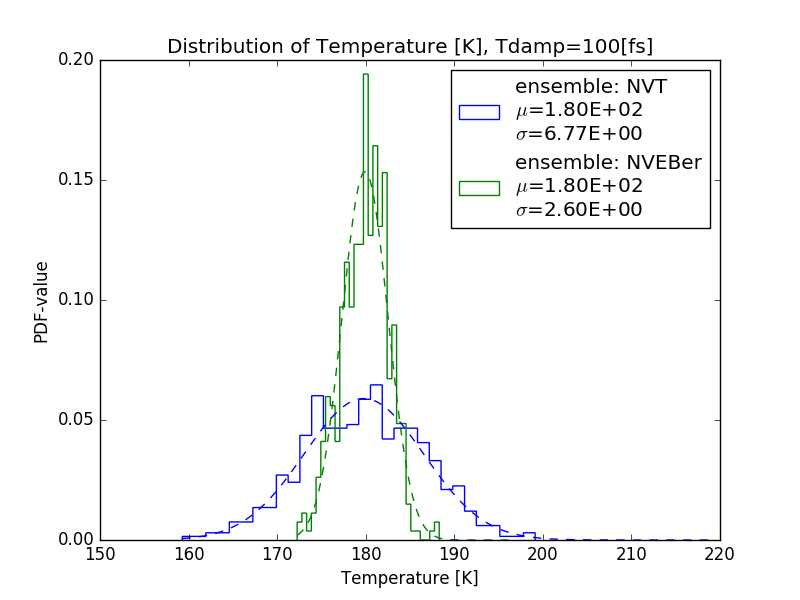 Distribution of Temperature [K], Tdamp=100[fs]
ensemble: NVT
μ=1.80E+02
σ=6.77E+00
ensemble: NVEBer
μ=1.80E+02
σ=2.60E+00
PDF-value
0.20
0.15
0.10
0.05
0.00
150 160 170 180 190 200 210 220
Temperature [K]